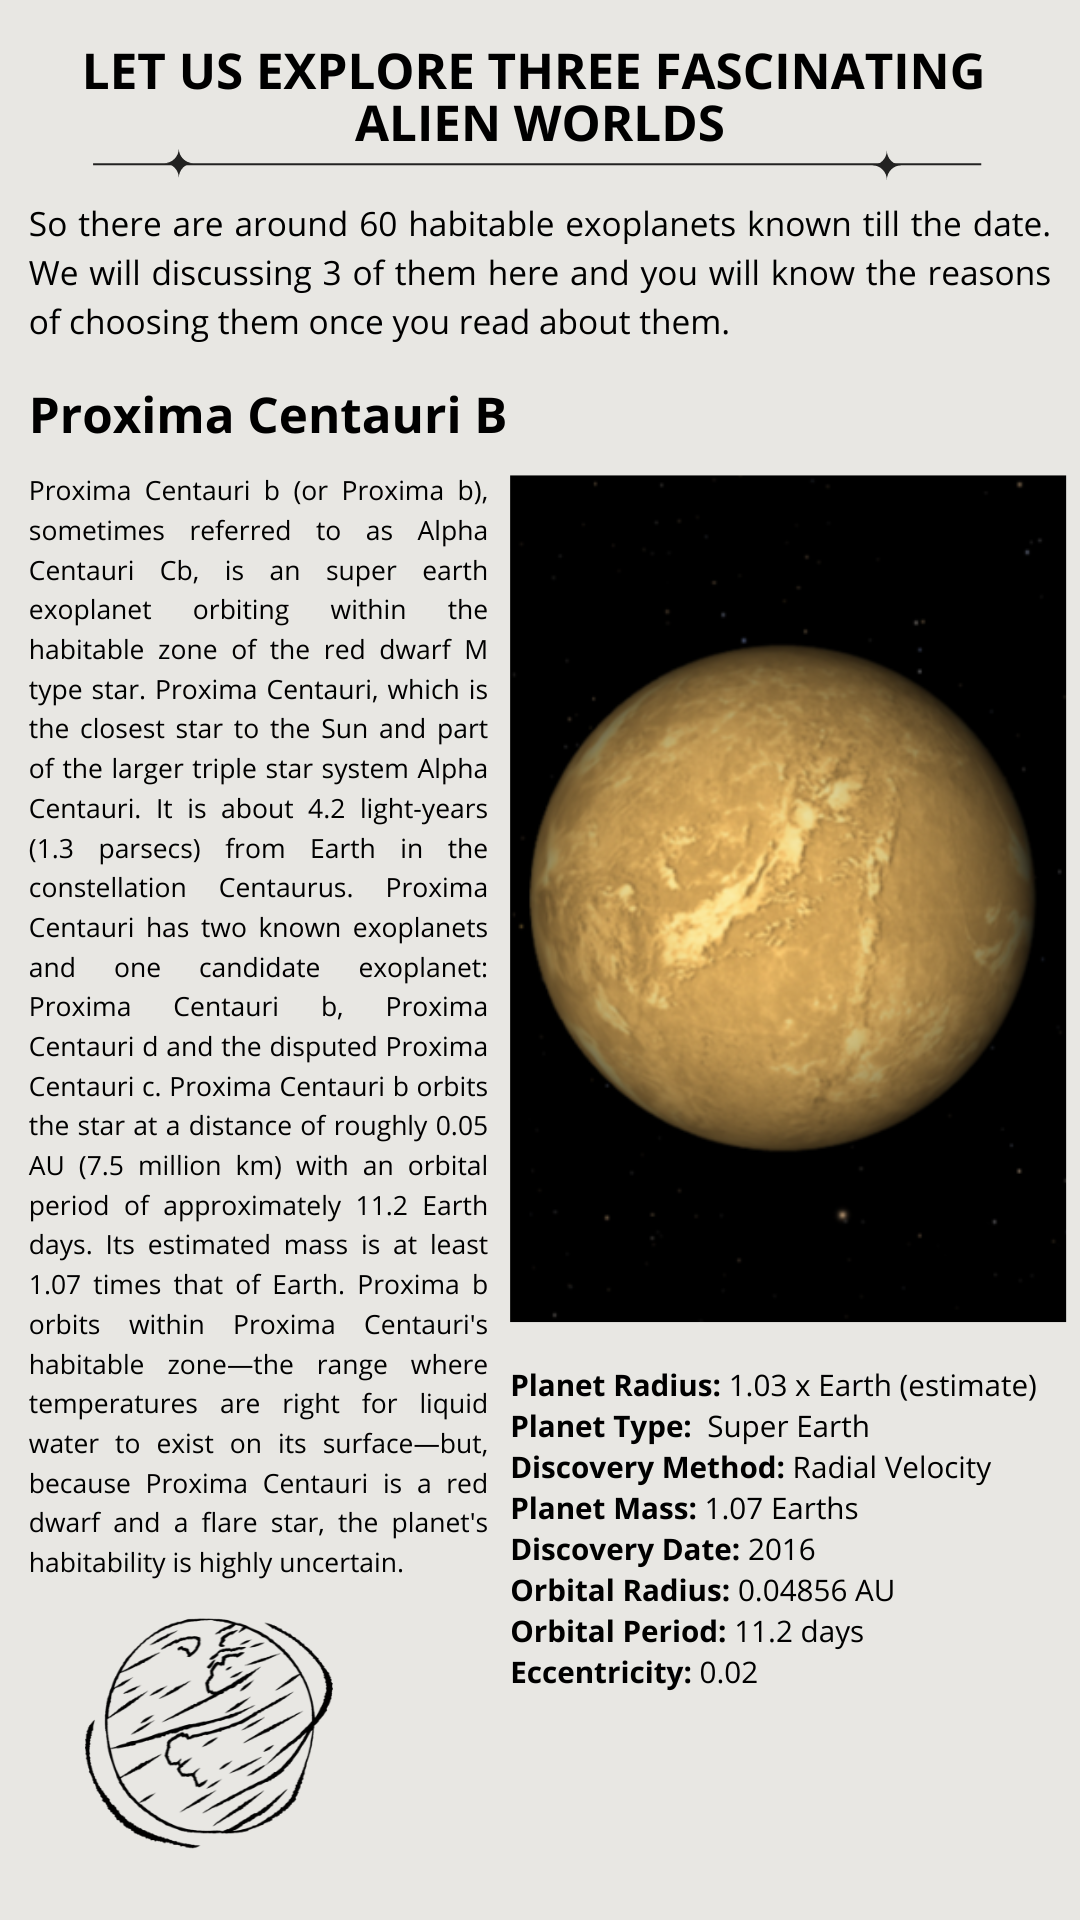 LET US EXPLORE THREE FASCINATING
ALIEN WORLDS
So there are around 60 habitable exoplanets known till the date.
We will discussing 3 of them here and you will know the reasons
of choosing them once you read about them.
Proxima Centauri B
Proxima Centauri b (or Proxima b),
sometimes referred to as Alpha
Centauri Cb, is an super earth
exoplanet orbiting within the
habitable zone of the red dwarf M
type star. Proxima Centauri, which is
the closest star to the Sun and part
of the larger triple star system Alpha
Centauri. It is about 4.2 light-years
(1.3 parsecs) from Earth in the
constellation Centaurus. Proxima
Centauri has two known exoplanets
and one candidate exoplanet:
Proxima Centauri b, Proxima
Centauri d and the disputed Proxima
Centauri c. Proxima Centauri b orbits
the star at a distance of roughly 0.05
AU (7.5 million km) with an orbital
period of approximately 11.2 Earth
days. Its estimated mass is at least
1.07 times that of Earth. Proxima b
orbits within Proxima Centauri's
habitable zone—the range where
temperatures are right for liquid
water to exist on its surface—but,
because Proxima Centauri is a red
dwarf and a flare star, the planet's
habitability is highly uncertain.
Planet Radius: 1.03 x Earth (estimate)
Planet Type: Super Earth
Discovery Method: Radial Velocity
Planet Mass: 1.07 Earths
Discovery Date: 2016
Orbital Radius: 0.04856 AU
Orbital Period: 11.2 days
Eccentricity: 0.02